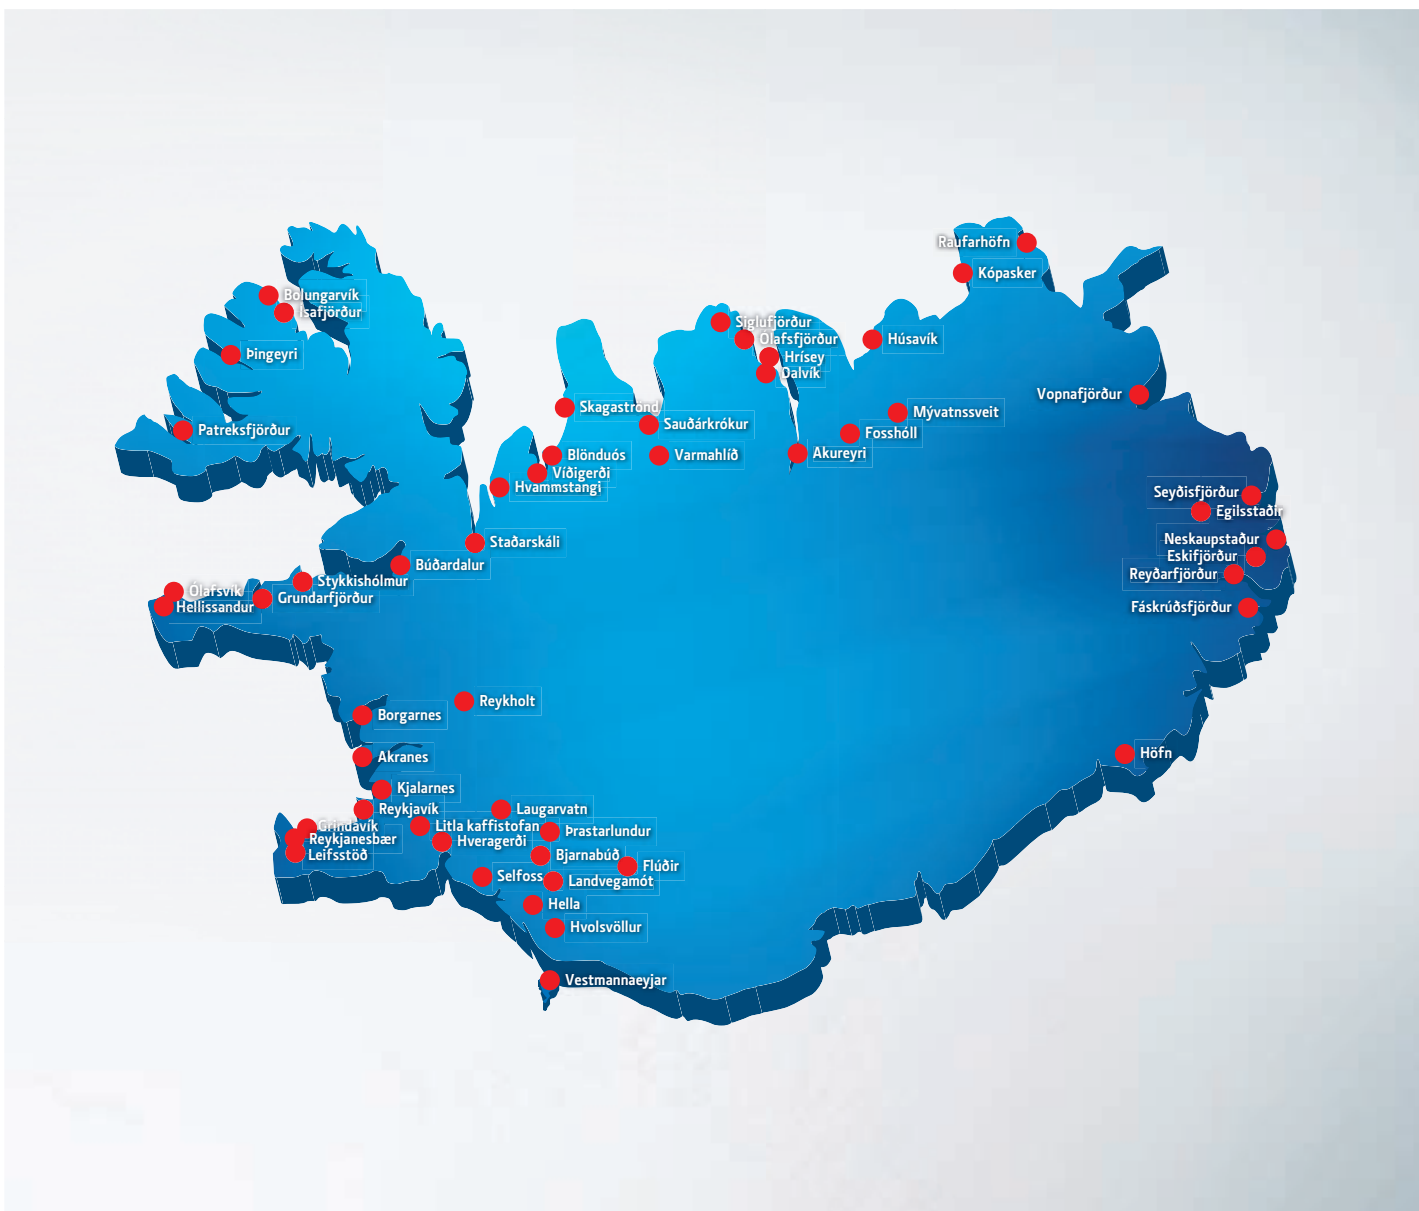 Raufarhöfn
Kópasker
Bolungarvík
Ísafjörður
Siglufjörður
Ólafsfjörður
Húsavík
Þingeyri
Hrísey
Dalvík
Vopnafjörður
Skagaströnd
Mývatnssveit
Sauðárkrókur
Patreksfjörður
Fosshóll
Akureyri
Blönduós
Varmahlíð
Víðigerði
Hvammstangi
Seyðisfjörður
Egilsstaðir
Staðarskáli
Neskaupstaður
Eskifjörður
Búðardalur
Reyðarfjörður
Stykkishólmur
Ólafsvík
Grundarfjörður
Hellissandur
Fáskrúðsfjörður
Reykholt
Borgarnes
Höfn
Akranes
Kjalarnes
Reykjavík
Laugarvatn
Grindavík
Litla kaffistofan
Þrastarlundur
Reykjanesbær
Hveragerði
Leifsstöð
Bjarnabúð
Flúðir
Selfoss
Landvegamót
Hella
Hvolsvöllur
Vestmannaeyjar